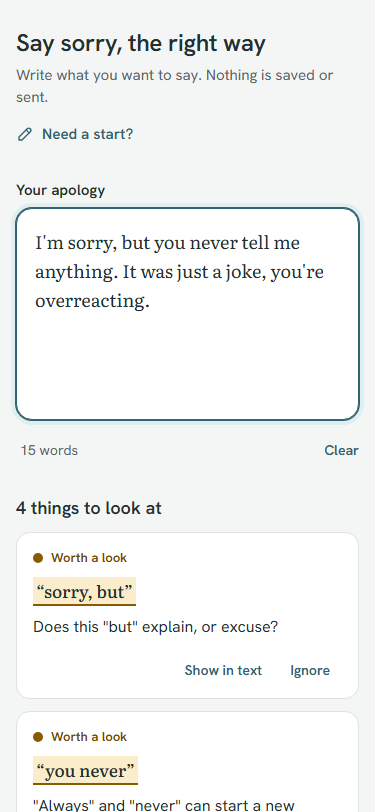 Say sorry, the right way
Write what you want to say. Nothing is saved or
sent.
Need a start?
Your apology
I'm sorry, but you never tell me
anything. It was just a joke, you're
overreacting.
15 words
Clear
4 things to look at
Worth a look
“sorry, but”
Does this "but" explain, or excuse?
Show in text
Ignore
Worth a look
“you never”
"Always" and "never" can start a new